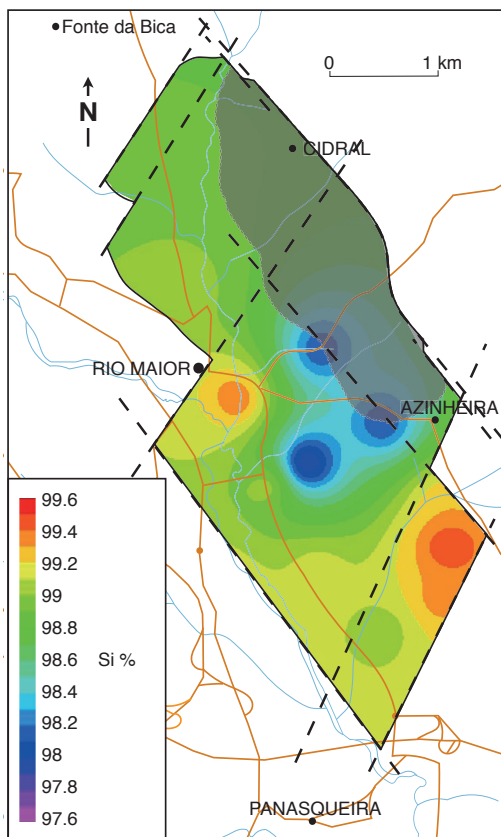 Fonte da Bica
0 1 km
N
CIDRAL
RIO MAIOR
AZINHEIRA
99.6
99.4
99.2
99
98.8
98.6 Si %
98.4
98.2
98
97.8
97.6
PANASQUEIRA